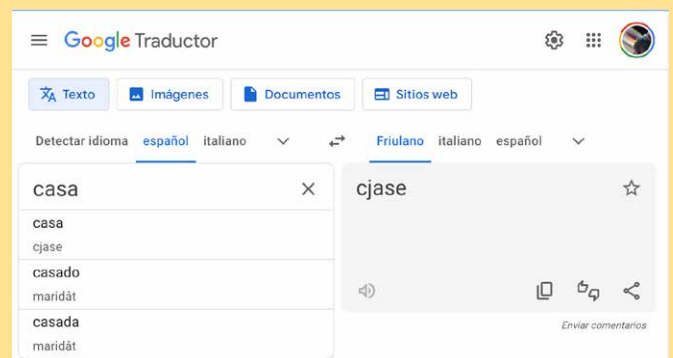 Google Traductor
Texto
Imágenes
Documentos
Sitios web
Detectar idioma español italiano
Friulano italiano español
casa
casa
cjase
casado
maridât
casada
maridât
cjase
Enviar comentarios